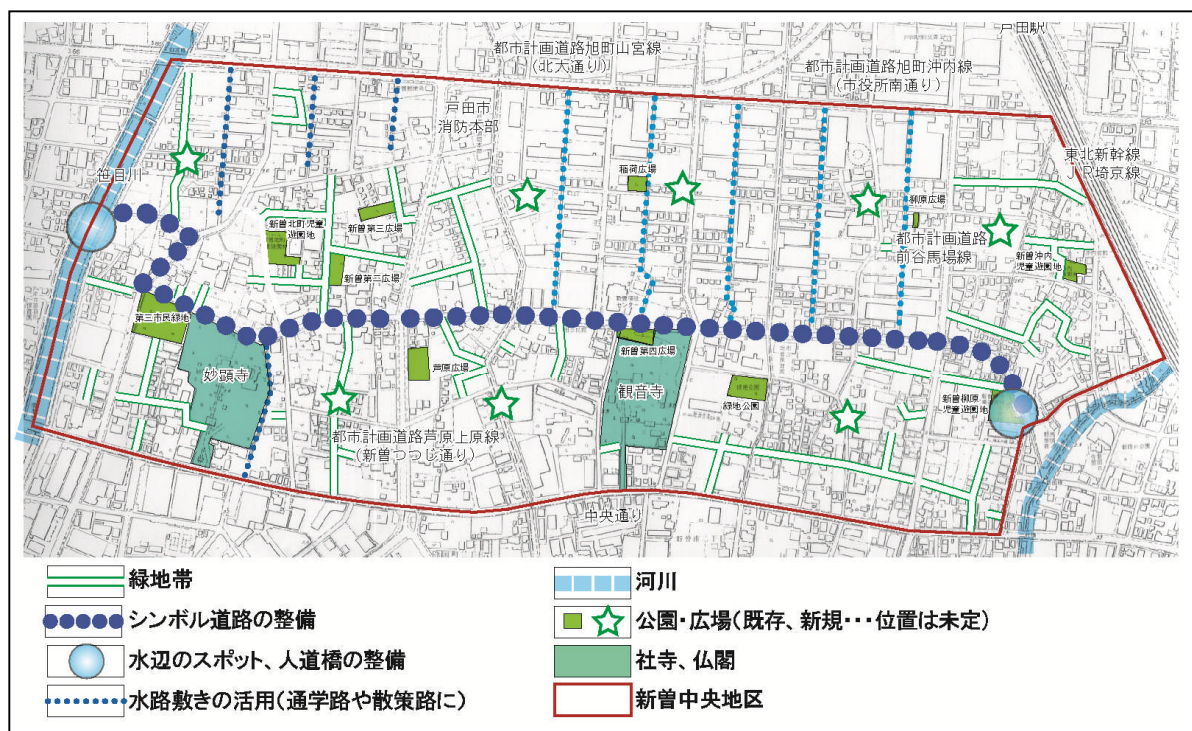 戸田駅
都市計画道路旭町山宮線
(北大通り)
都市計画道路旭町沖内線
(市役所南通り)
戸田市
消防本部
東北新幹線
JR埼京線
笹目川
稲荷広場
柳原広場
新曽第三広場
新曽北町児童
遊園地
都市計画道路
前谷馬場線
新曽沖内
児童遊園地
新曽第二広場
第三市民緑地
妙顕寺
新曽第四広場
芦原広場
観音寺
緑地公園
新曽柳原
児童遊園地
都市計画道路芦原上原線
(新曽つつじ通り)
中央通り
緑地帯
河川
シンボル道路の整備
公園・広場(既存、新規・・・位置は未定)
水辺のスポット、人道橋の整備
社寺、仏閣
水路敷きの活用(通学路や散策路に)
新曽中央地区